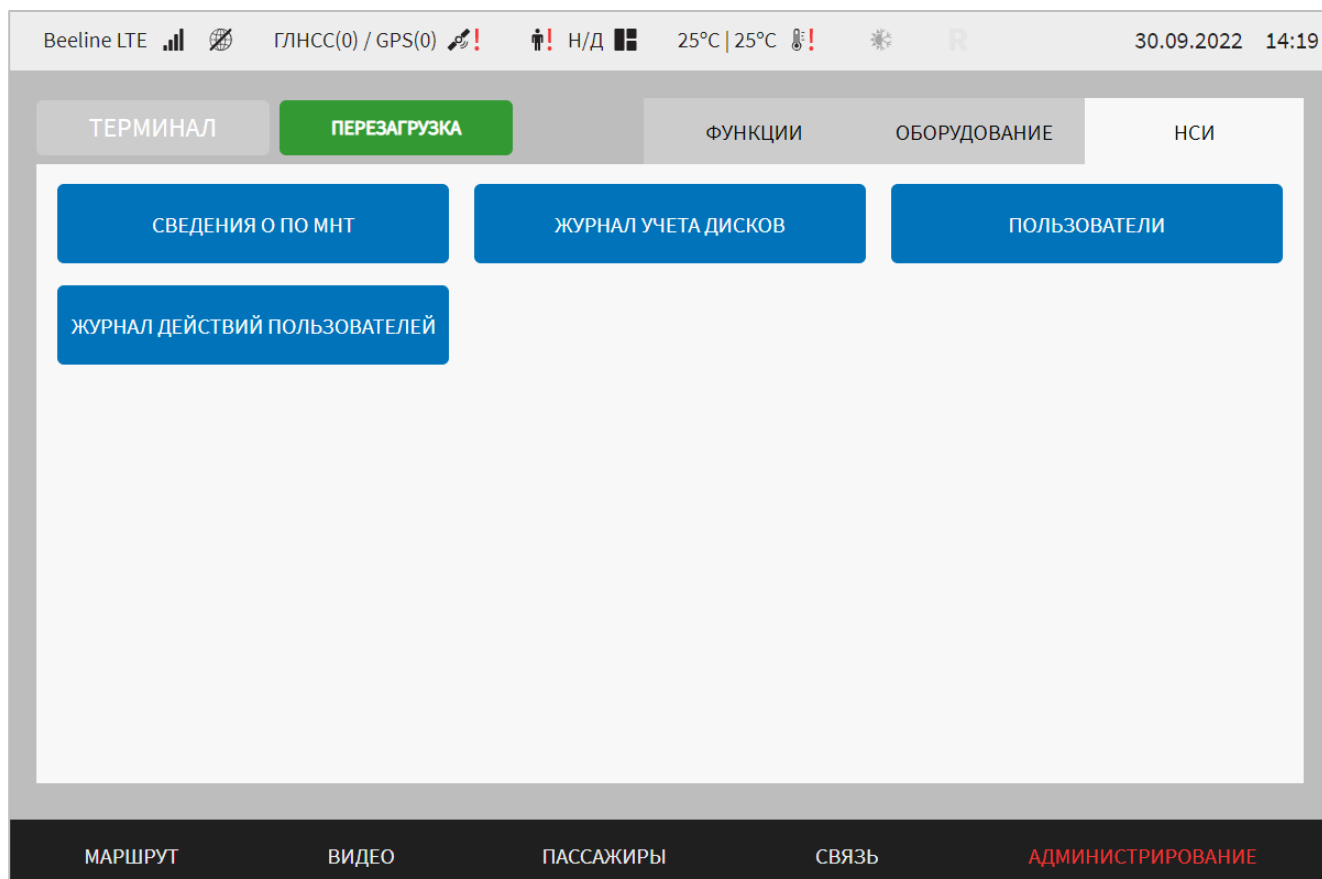 Beeline LTE ГЛНСС(0) / GPS(0) ! ! Н/Д 25°C | 25°C ! R 30.09.2022 14:19
ТЕРМИНАЛ ПЕРЕЗАГРУЗКА ФУНКЦИИ ОБОРУДОВАНИЕ НСИ
СВЕДЕНИЯ О ПО МНТ ЖУРНАЛ УЧЕТА ДИСКОВ ПОЛЬЗОВАТЕЛИ
ЖУРНАЛ ДЕЙСТВИЙ ПОЛЬЗОВАТЕЛЕЙ
МАРШРУТ ВИДЕО ПАССАЖИРЫ СВЯЗЬ АДМИНИСТРИРОВАНИЕ